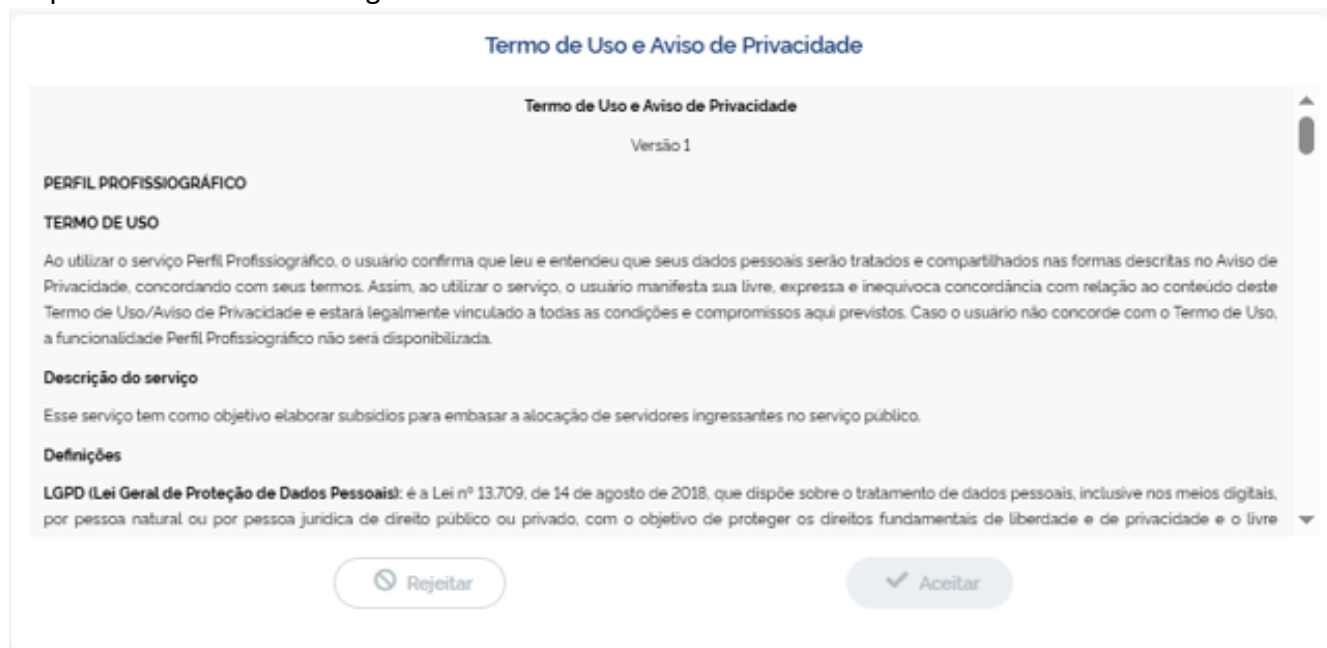 Termo de Uso e Aviso de Privacidade
Termo de Uso e Aviso de Privacidade
Versão 1
PERFIL PROFISSIOGRÁFICO
TERMO DE USO
Ao utilizar o serviço Perfil Profissiográfico, o usuário confirma que leu e entendeu que seus dados pessoais serão tratados e compartilhados nas formas descritas no Aviso de
Privacidade, concordando com seus termos. Assim, ao utilizar o serviço, o usuário manifesta sua livre, expressa e inequívoca concordância com relação ao conteúdo deste
Termo de Uso/Aviso de Privacidade e estará legalmente vinculado a todas as condições e compromissos aqui previstos. Caso o usuário não concorde com o Termo de Uso,
a funcionalidade Perfil Profissiográfico não será disponibilizada.
Descrição do serviço
Esse serviço tem como objetivo elaborar subsídios para embasar a alocação de servidores ingressantes no serviço público.
Definições
LGPD (Lei Geral de Proteção de Dados Pessoais): é a Lei nº 13.709, de 14 de agosto de 2018, que dispõe sobre o tratamento de dados pessoais, inclusive nos meios digitais,
por pessoa natural ou por pessoa jurídica de direito público ou privado, com o objetivo de proteger os direitos fundamentais de liberdade e de privacidade e o livre
Rejeitar
Aceitar